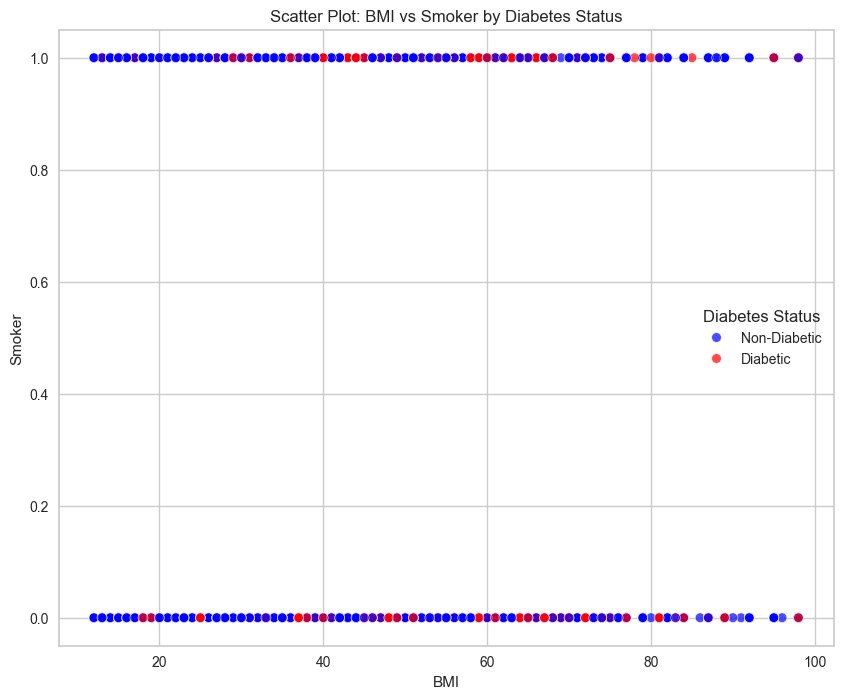 Scatter Plot: BMI vs Smoker by Diabetes Status
1.0
0.8
0.6
0.4
0.2
0.0
Smoker
Diabetes Status
Non-Diabetic
Diabetic
20
40
60
80
100
BMI